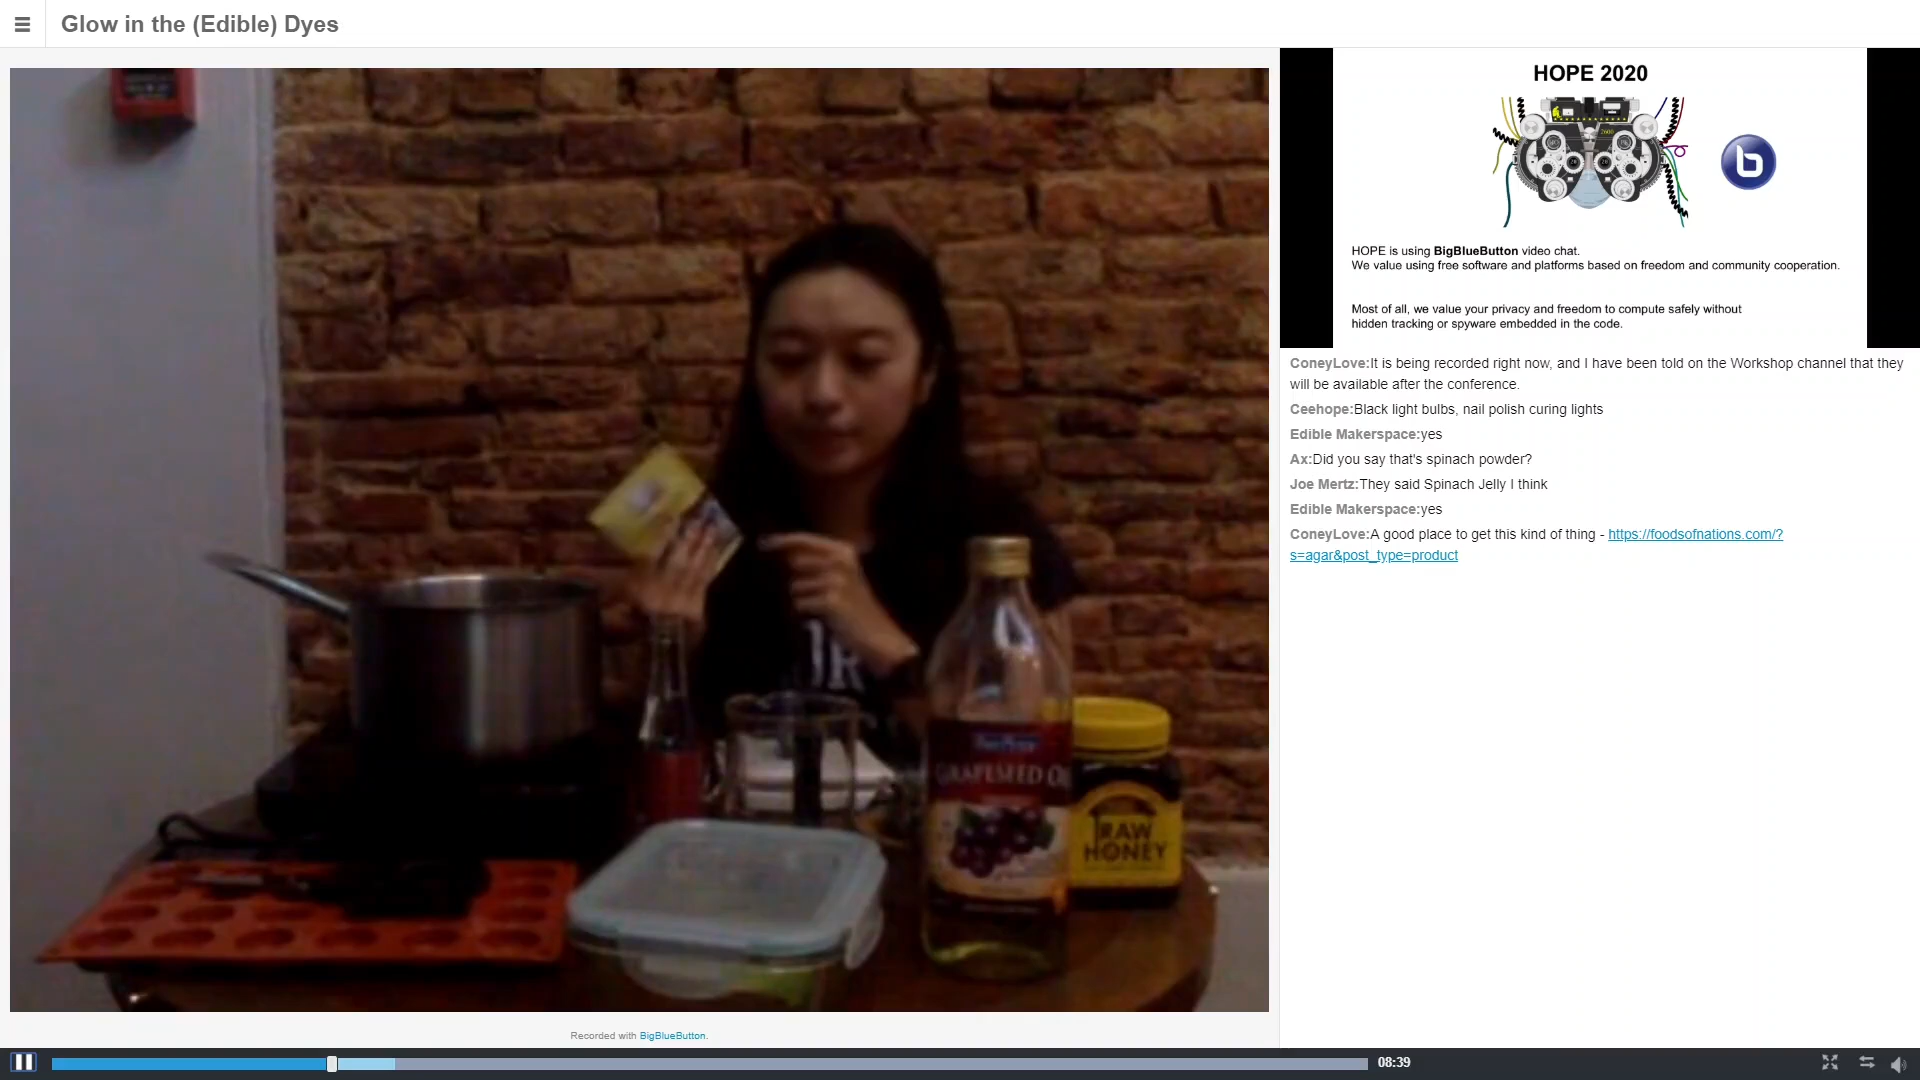 Glow in the (Edible) Dyes
HOPE 2020
2600
HOPE is using BigBlueButton video chat.
We value using free software and platforms based on freedom and community cooperation.
Most of all, we value your privacy and freedom to compute safely without
hidden tracking or spyware embedded in the code.
ConeyLove:It is being recorded right now, and I have been told on the Workshop channel that they
will be available after the conference.
Ceehope:Black light bulbs, nail polish curing lights
Edible Makerspace:yes
Ax:Did you say that's spinach powder?
Joe Mertz:They said Spinach Jelly I think
Edible Makerspace:yes
ConeyLove:A good place to get this kind of thing - https://foodsofnations.com/?
s=agar&post_type=product
GRAPESEED OIL
RAW
HONEY
Recorded with BigBlueButton.
08:39